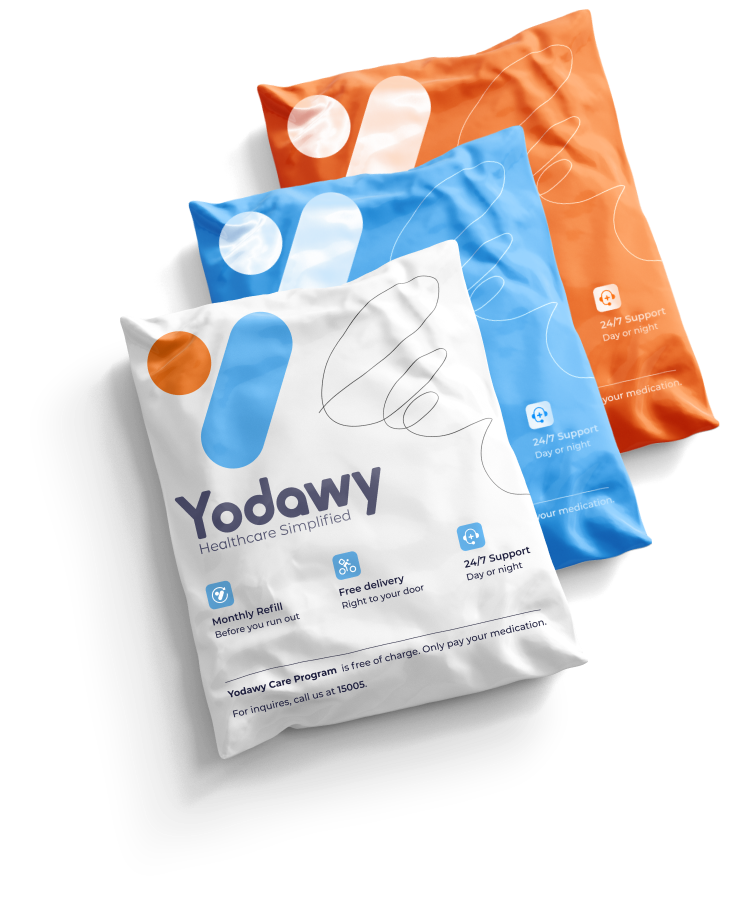 Yodawy
Healthcare Simplified
Monthly Refill
Before you run out
Free delivery
Right to your door
24/7 Support
Day or night
Yodawy Care Program is free of charge. Only pay your medication.
For inquires, call us at 15005.
24/7 Support
Day or night
your medication.
24/7 Support
Day or night
your medication.